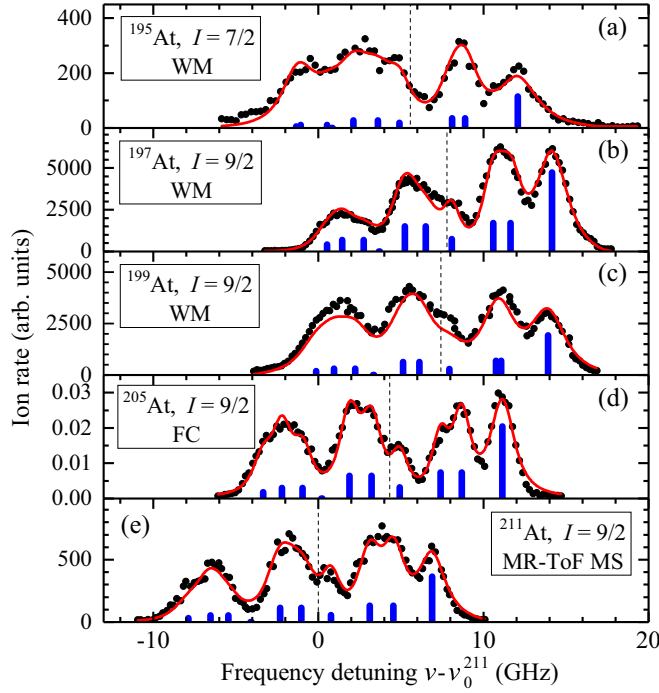 Ion rate (arb. units)
400
200
0
¹⁹⁵At, I = 7/2
WM
(a)
5000
2500
0
¹⁹⁷At, I = 9/2
WM
(b)
5000
2500
0
¹⁹⁹At, I = 9/2
WM
(c)
0.03
0.02
0.01
0.00
²⁰⁵At, I = 9/2
FC
(d)
500
0
(e)
²¹¹At, I = 9/2
MR-ToF MS
-10 0 10 20
Frequency detuning ν-ν₀²¹¹ (GHz)